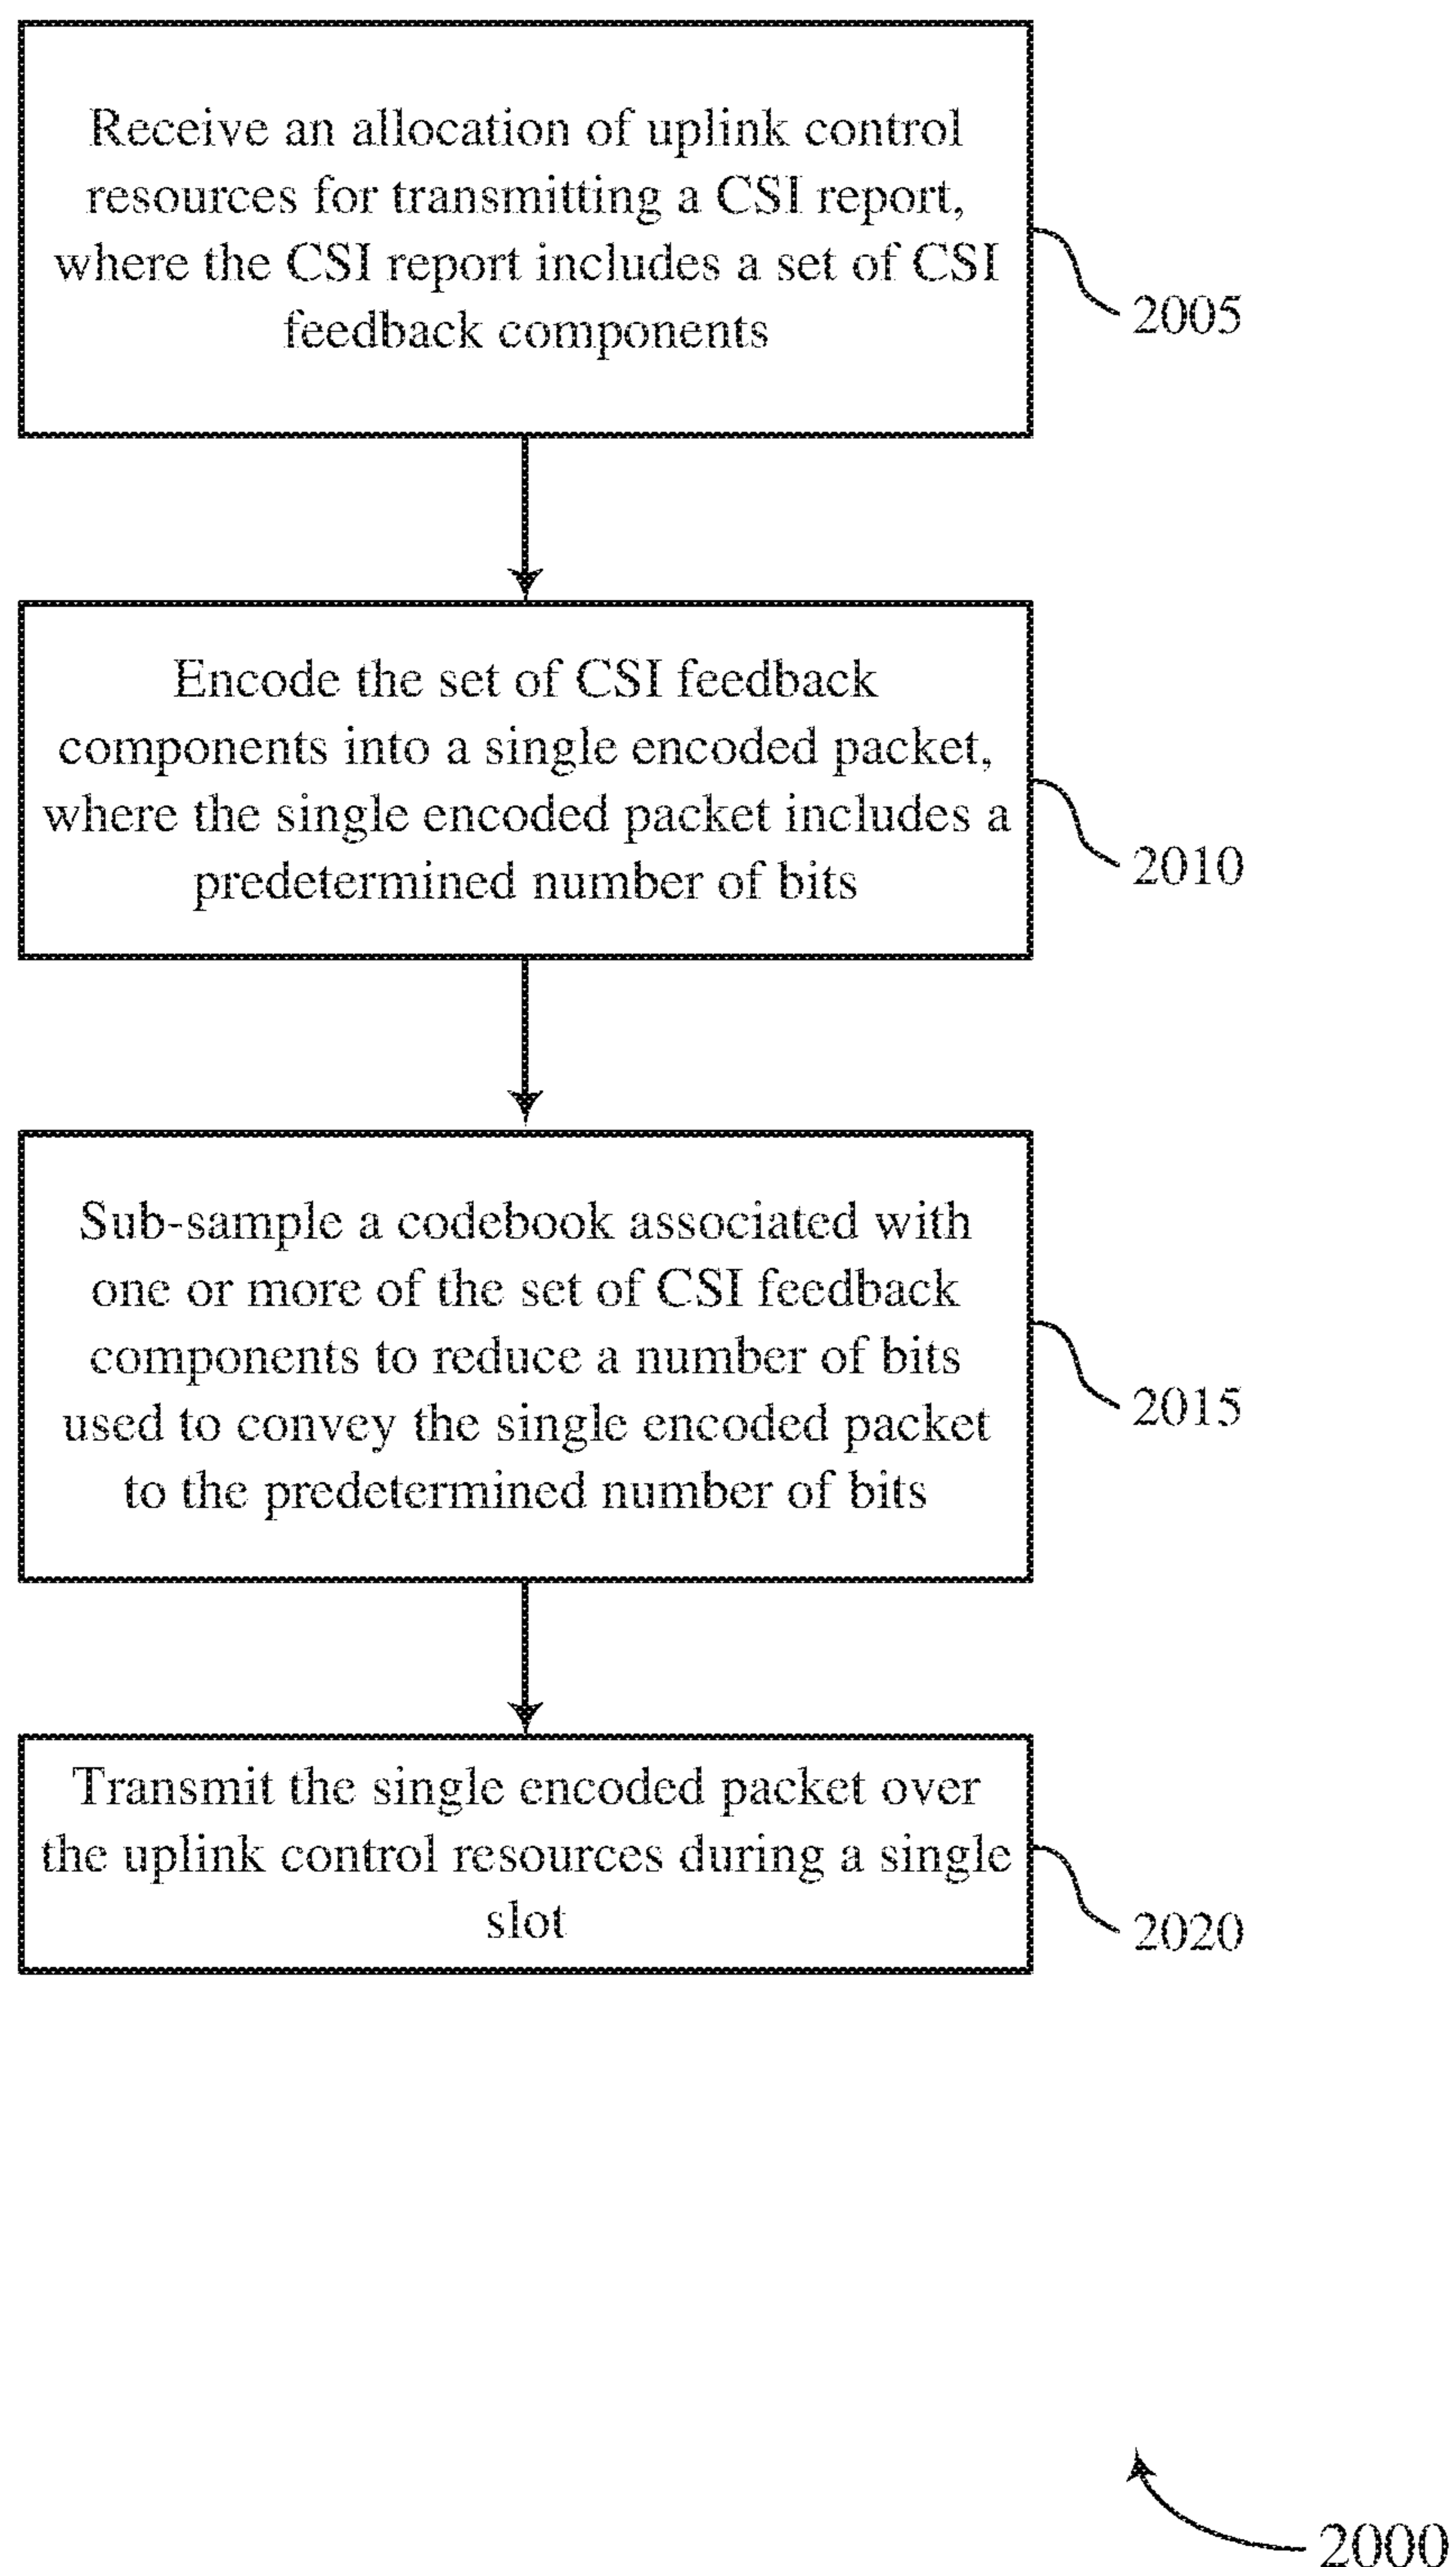 Receive an allocation of uplink control
resources for transmitting a CSI report,
where the CSI report includes a set of CSI
feedback components
2005
Encode the set of CSI feedback
components into a single encoded packet,
where the single encoded packet includes a
predetermined number of bits
2010
Sub-sample a codebook associated with
one or more of the set of CSI feedback
components to reduce a number of bits
used to convey the single encoded packet
to the predetermined number of bits
2015
Transmit the single encoded packet over
the uplink control resources during a single
slot
2020
2000